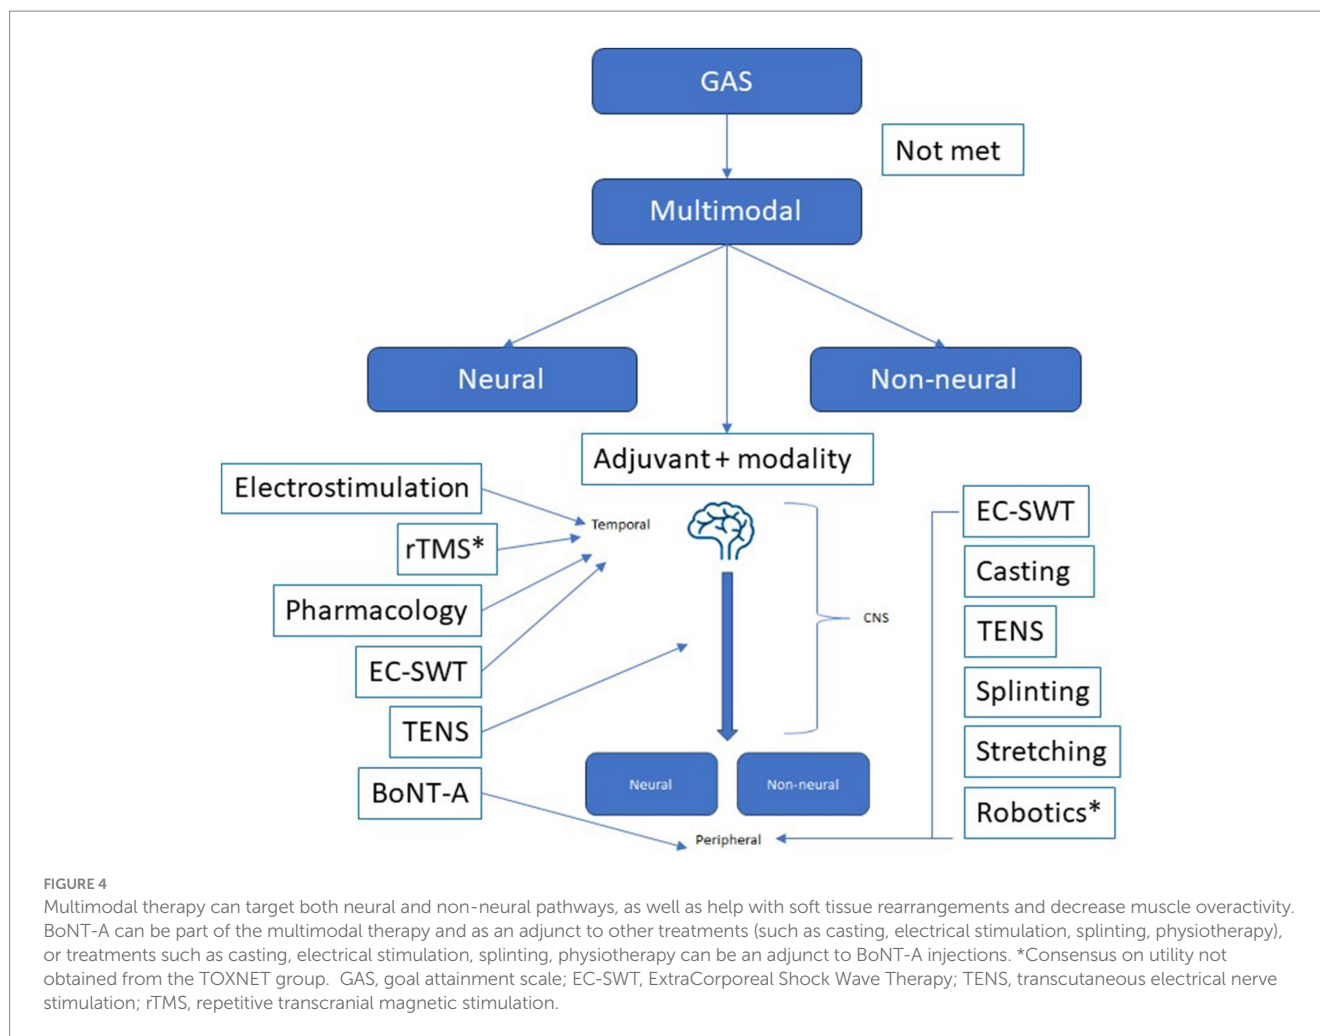 GAS
Not met
Multimodal
Neural
Non-neural
Adjuvant + modality
Electrostimulation
rTMS*
Pharmacology
EC-SWT
TENS
BoNT-A
Temporal
CNS
Neural
Non-neural
Peripheral
EC-SWT
Casting
TENS
Splinting
Stretching
Robotics*
FIGURE 4
Multimodal therapy can target both neural and non-neural pathways, as well as help with soft tissue rearrangements and decrease muscle overactivity.
BoNT-A can be part of the multimodal therapy and as an adjunct to other treatments (such as casting, electrical stimulation, splinting, physiotherapy),
or treatments such as casting, electrical stimulation, splinting, physiotherapy can be an adjunct to BoNT-A injections. *Consensus on utility not
obtained from the TOXNET group. GAS, goal attainment scale; EC-SWT, ExtraCorporeal Shock Wave Therapy; TENS, transcutaneous electrical nerve
stimulation; rTMS, repetitive transcranial magnetic stimulation.